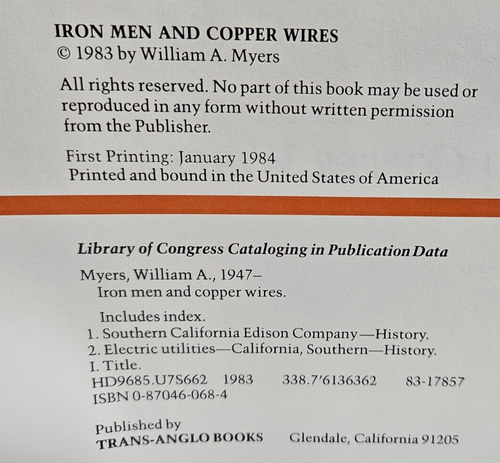 IRON MEN AND COPPER WIRES
© 1983 by William A. Myers
All rights reserved. No part of this book may be used or
reproduced in any form without written permission
from the Publisher.
First Printing: January 1984
Printed and bound in the United States of America
Library of Congress Cataloging in Publication Data
Myers, William A., 1947–
Iron men and copper wires.
Includes index.
1. Southern California Edison Company—History.
2. Electric utilities—California, Southern—History.
I. Title.
HD9685.U7S662 1983 338.7'6136362 83-17857
ISBN 0-87046-068-4
Published by
TRANS-ANGLO BOOKS Glendale, California 91205